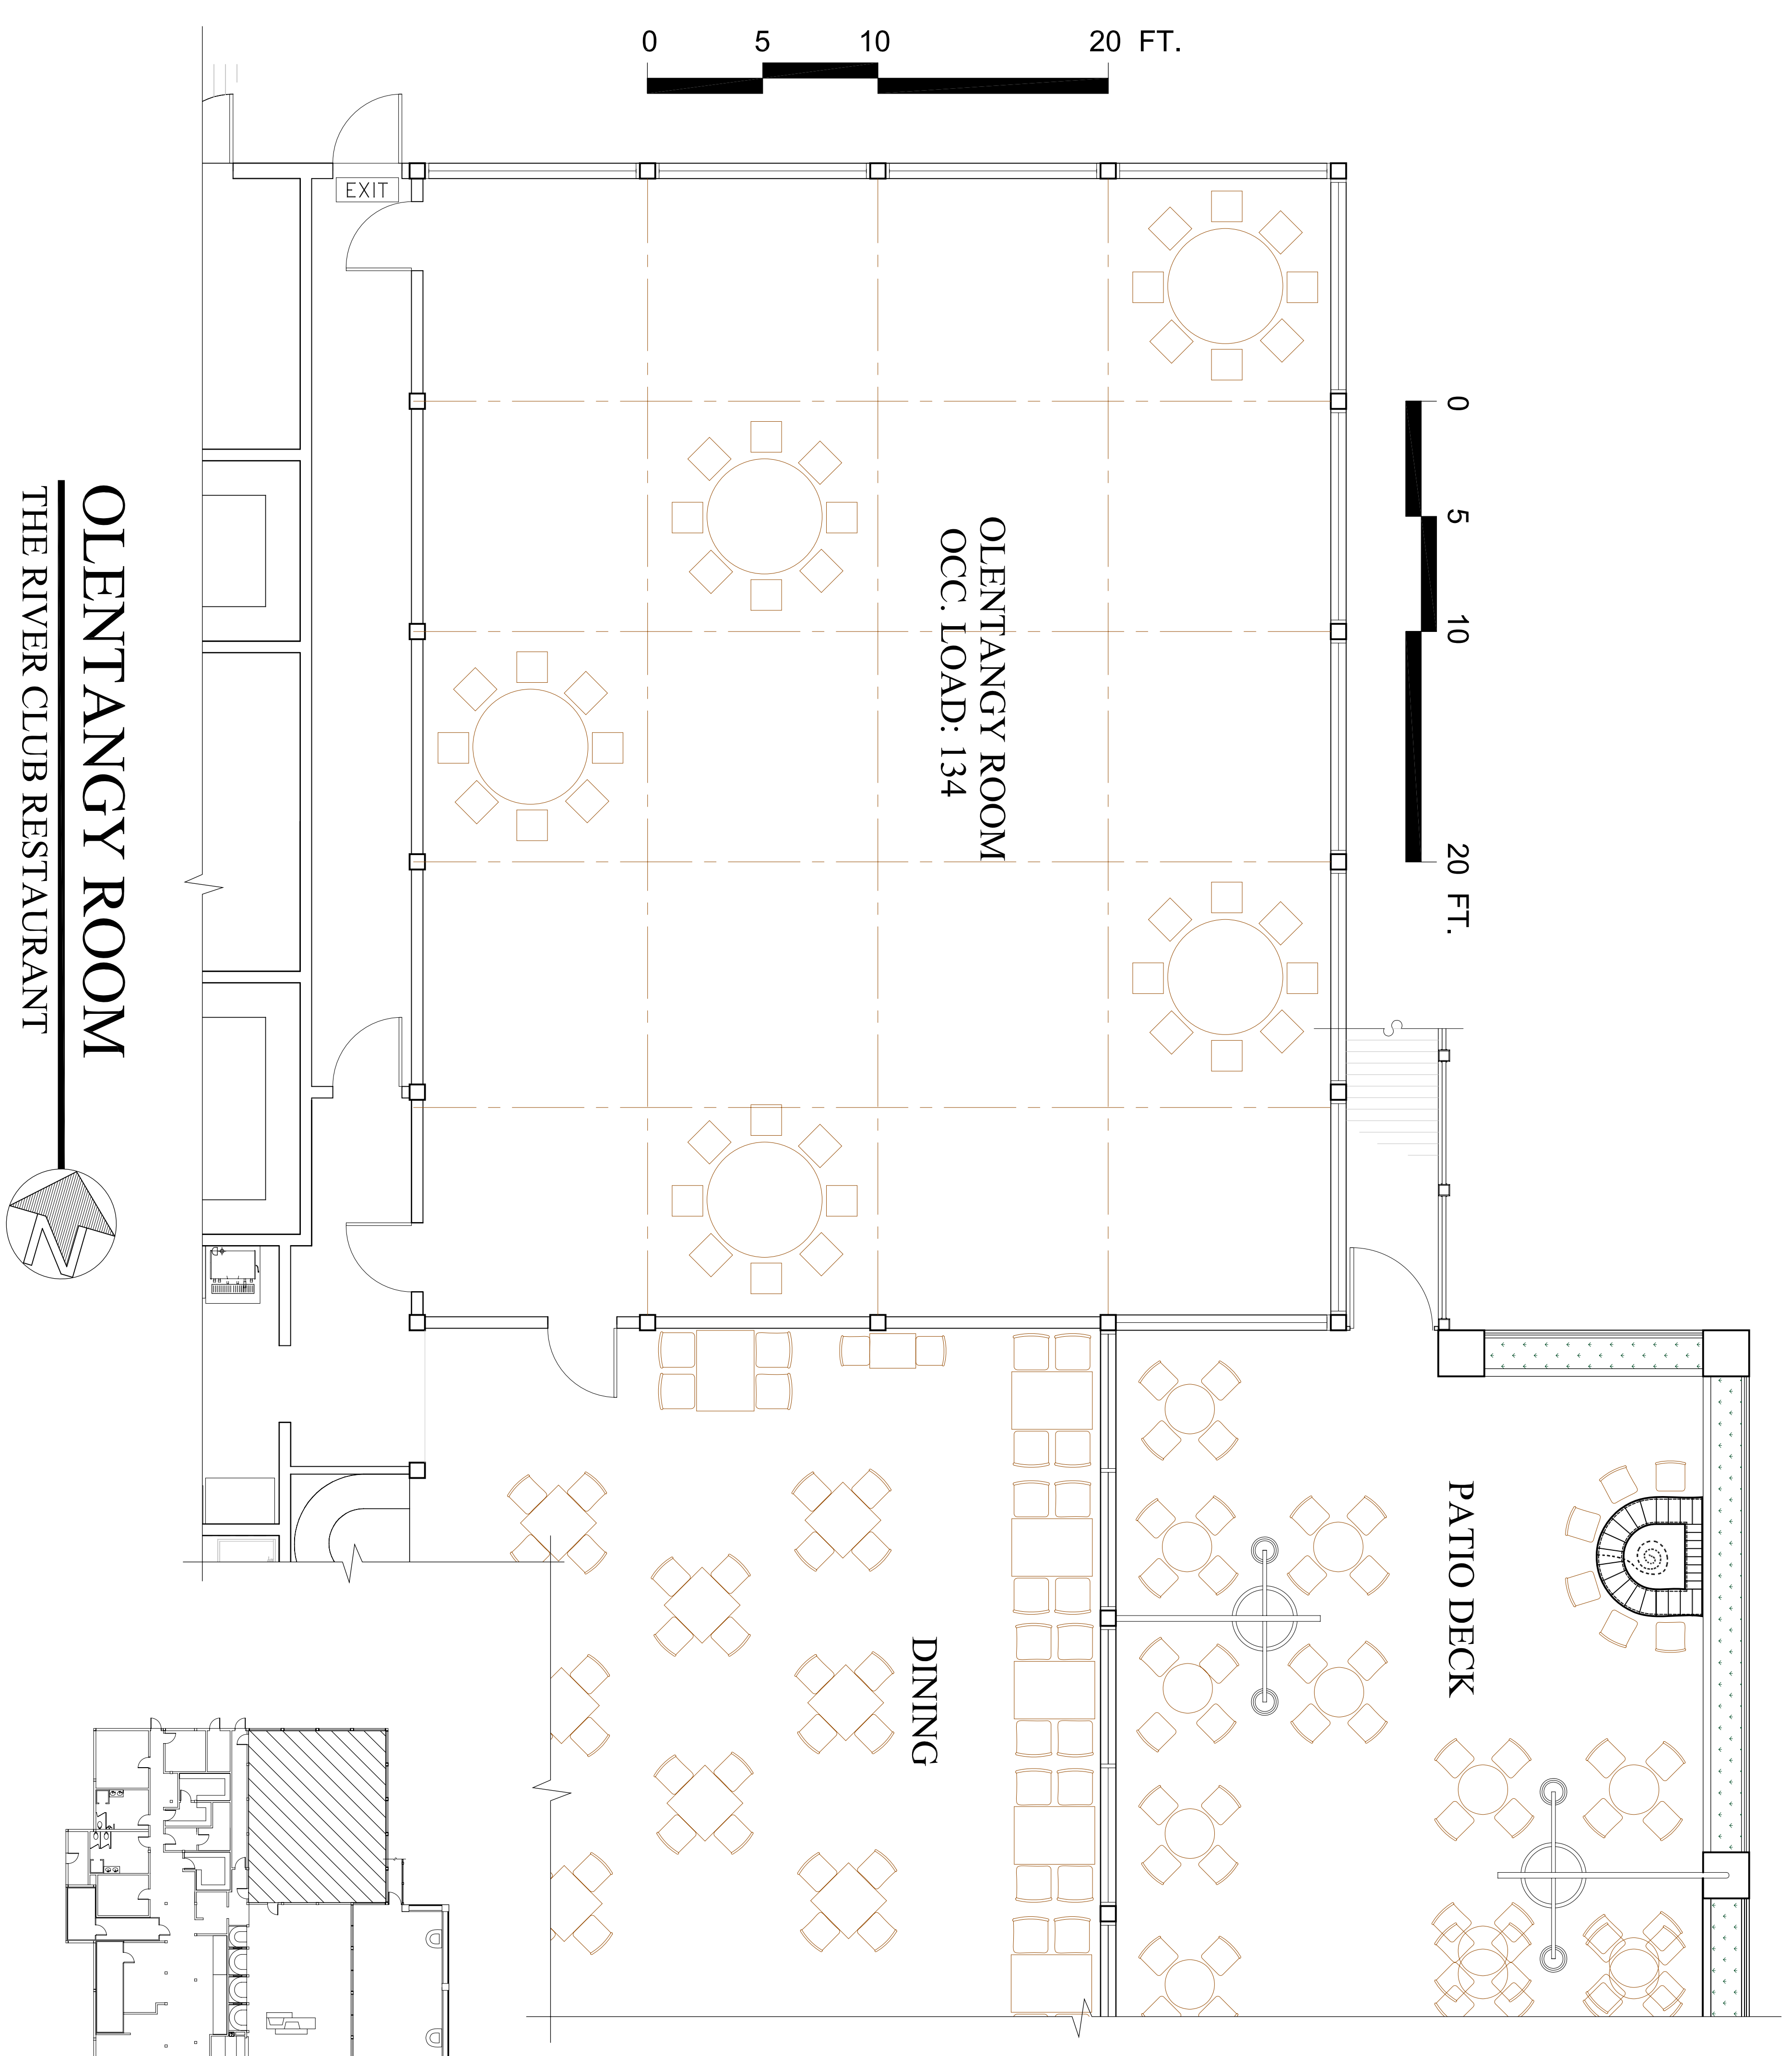 0 5 10 20 FT.
EXIT
0 5 10 20 FT.
OLENTANGY ROOM
OCC. LOAD: 134
OLENTANGY ROOM
THE RIVER CLUB RESTAURANT
N
PATIO DECK
DINING